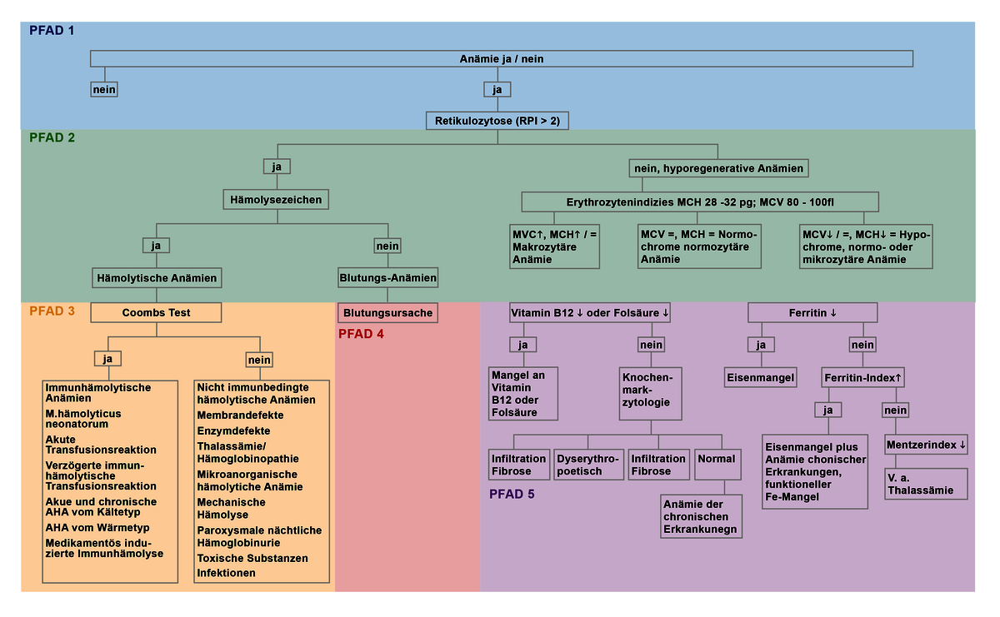 PFAD 1
Anämie ja / nein
nein
ja
Retikulozytose (RPI > 2)
PFAD 2
ja
nein, hyporegenerative Anämien
Hämolysezeichen
Erythrozytenindizies MCH 28 -32 pg; MCV 80 - 100fl
ja
nein
MVC↑, MCH↑ / =
Makrozytäre
Anämie
MCV =, MCH = Normo-
chrome normozytäre
Anämie
MCV↓ / =, MCH↓ = Hypo-
chrome, normo- oder
mikrozytäre Anämie
Hämolytische Anämien
Blutungs-Anämien
PFAD 3
Coombs Test
ja
nein
Immunhämolytische
Anämien
M.hämolyticus
neonatorum
Akute
Transfusionsreaktion
Verzögerte immun-
hämolytische
Transfusionsreaktion
Akue und chronische
AHA vom Kältetyp
AHA vom Wärmetyp
Medikamentös indu-
zierte Immunhämolyse
Nicht immunbedingte
hämolytische Anämien
Membrandefekte
Enzymdefekte
Thalassämie/
Hämoglobinopathie
Mikroanorganische
hämolytiche Anämie
Mechanische
Hämolyse
Paroxysmale nächtliche
Hämoglobinurie
Toxische Substanzen
Infektionen
Blutungsursache
PFAD 4
Vitamin B12 ↓ oder Folsäure ↓
ja
nein
Mangel an
Vitamin
B12 oder
Folsäure
Knochen-
mark-
zytologie
Infiltration
Fibrose
Dyserythro-
poetisch
Infiltration
Fibrose
Normal
PFAD 5
Anämie der
chronischen
Erkrankunegn
Ferritin ↓
ja
nein
Eisenmangel
Ferritin-Index↑
ja
nein
Eisenmangel plus
Anämie chonischer
Erkrankungen,
funktioneller
Fe-Mangel
Mentzerindex ↓
V. a.
Thalassämie